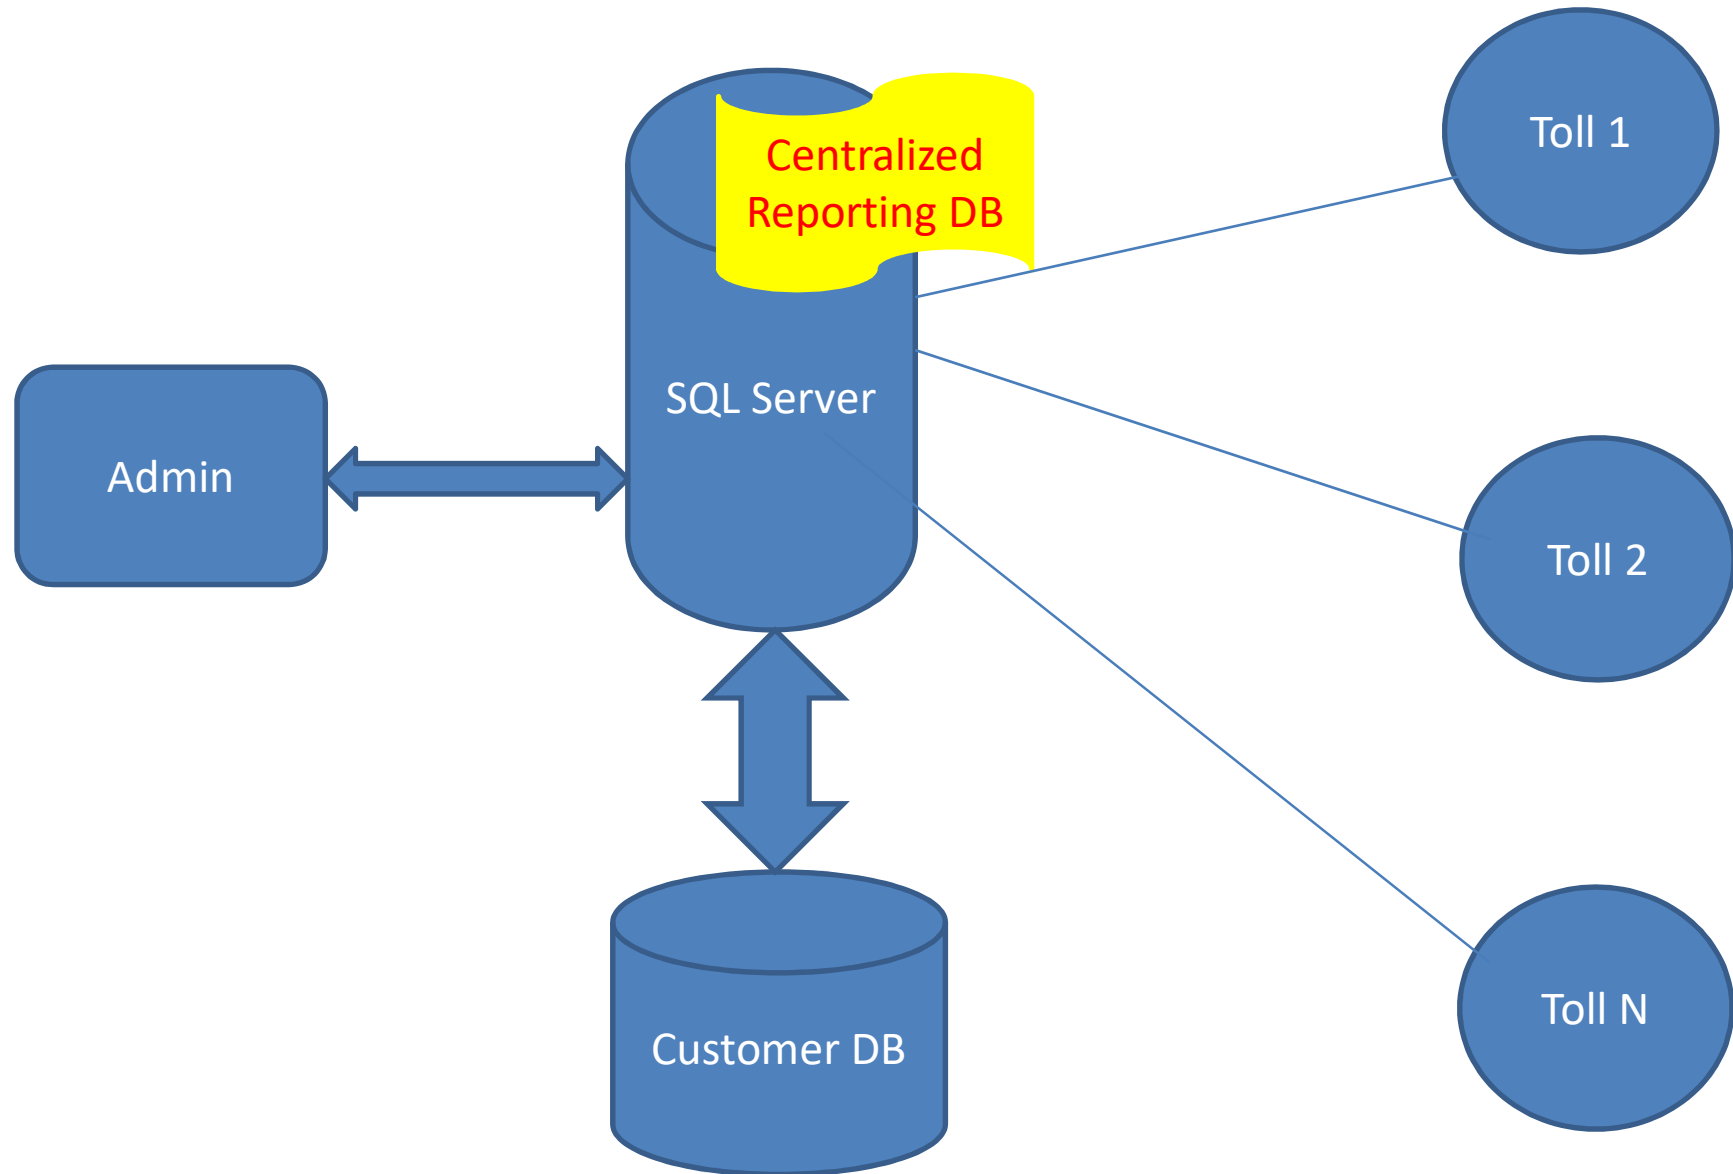 Toll 1
Centralized
Reporting DB
SQL Server
Admin
Toll 2
Toll N
Customer DB